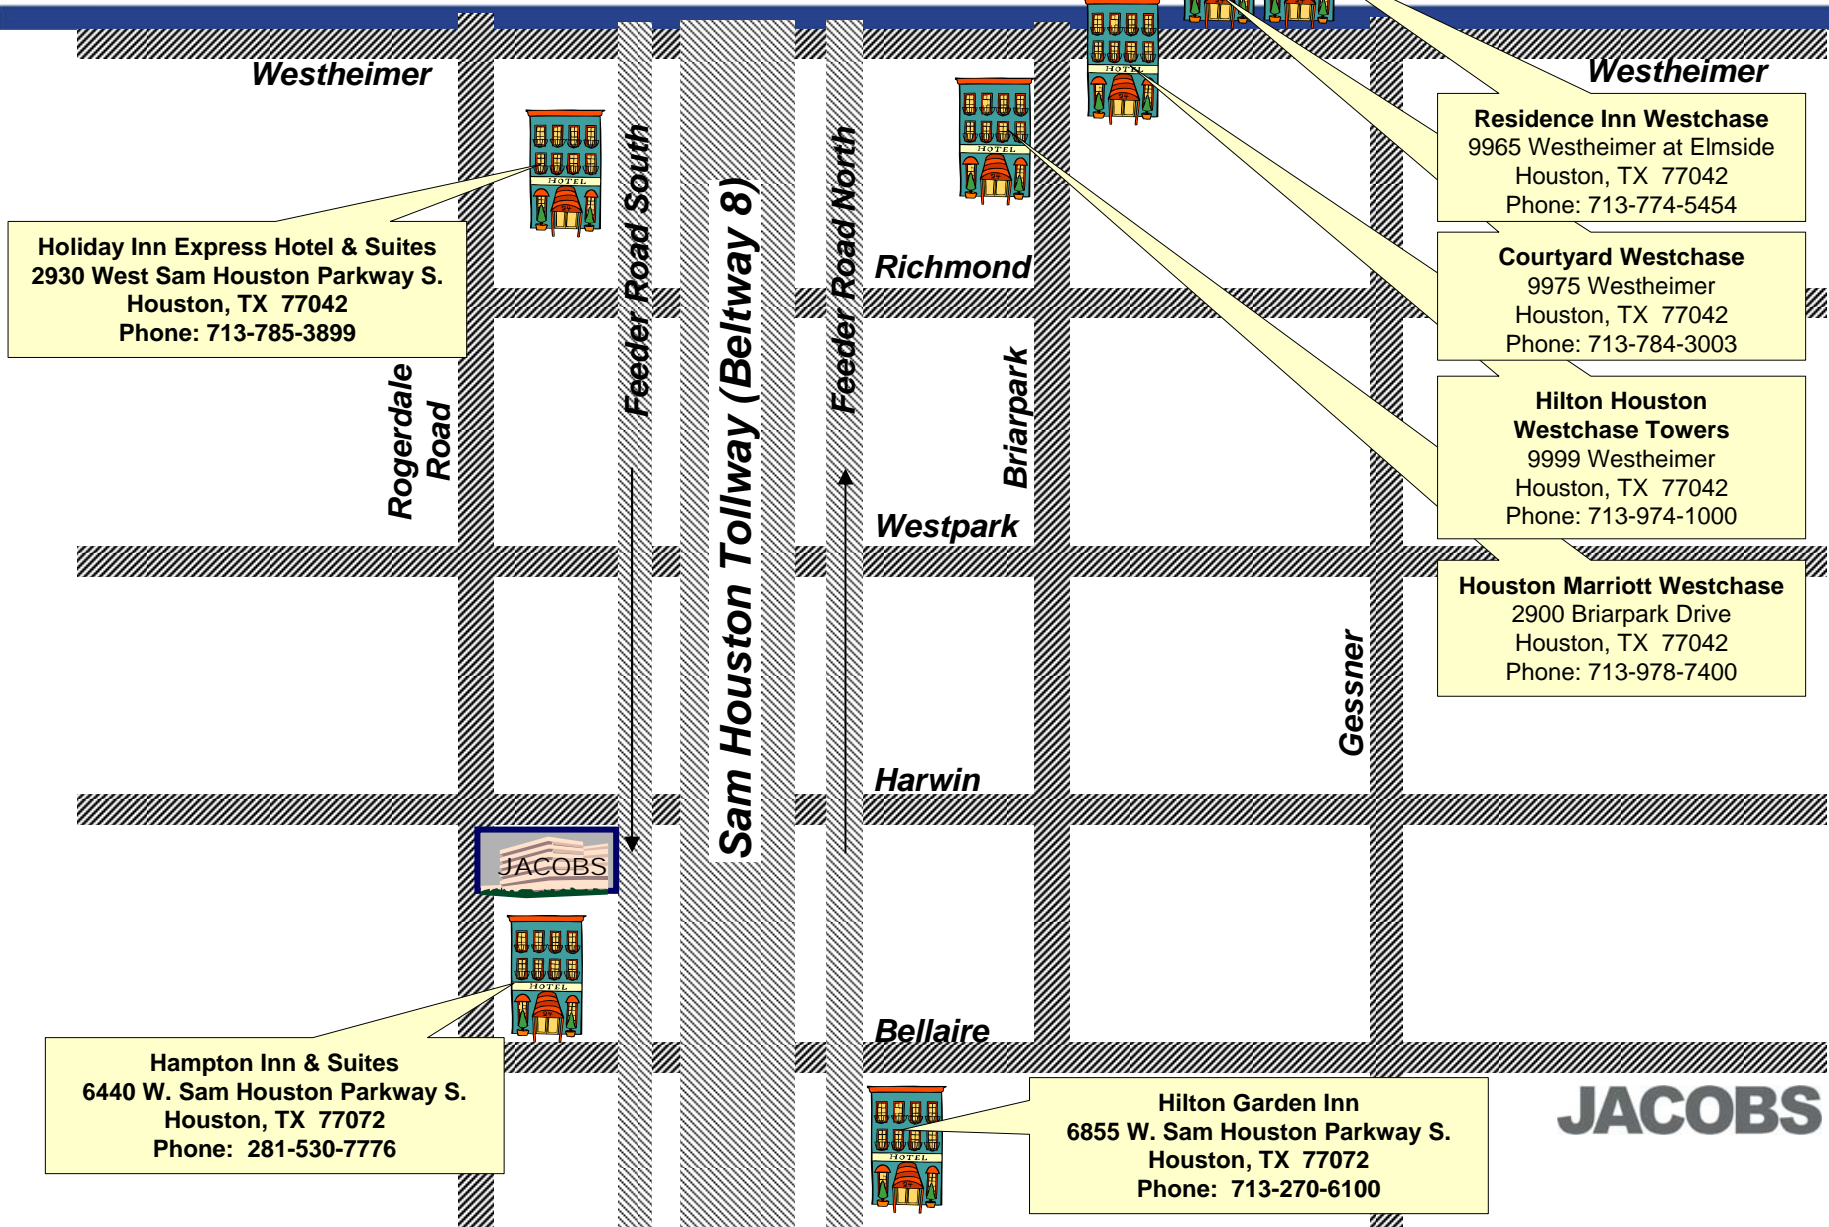 Westheimer
Westheimer
HOTEL
HOTEL
HOTEL
Feeder Road South
Feeder Road North
Sam Houston Tollway (Beltway 8)
Residence Inn Westchase
9965 Westheimer at Elmside
Houston, TX 77042
Phone: 713-774-5454
Holiday Inn Express Hotel & Suites
2930 West Sam Houston Parkway S.
Houston, TX 77042
Phone: 713-785-3899
Richmond
Courtyard Westchase
9975 Westheimer
Houston, TX 77042
Phone: 713-784-3003
Rogerdale
Road
Briarpark
Hilton Houston
Westchase Towers
9999 Westheimer
Houston, TX 77042
Phone: 713-974-1000
Westpark
Houston Marriott Westchase
2900 Briarpark Drive
Houston, TX 77042
Phone: 713-978-7400
Gessner
Harwin
JACOBS
HOTEL
Bellaire
Hampton Inn & Suites
6440 W. Sam Houston Parkway S.
Houston, TX 77072
Phone: 281-530-7776
HOTEL
Hilton Garden Inn
6855 W. Sam Houston Parkway S.
Houston, TX 77072
Phone: 713-270-6100
JACOBS